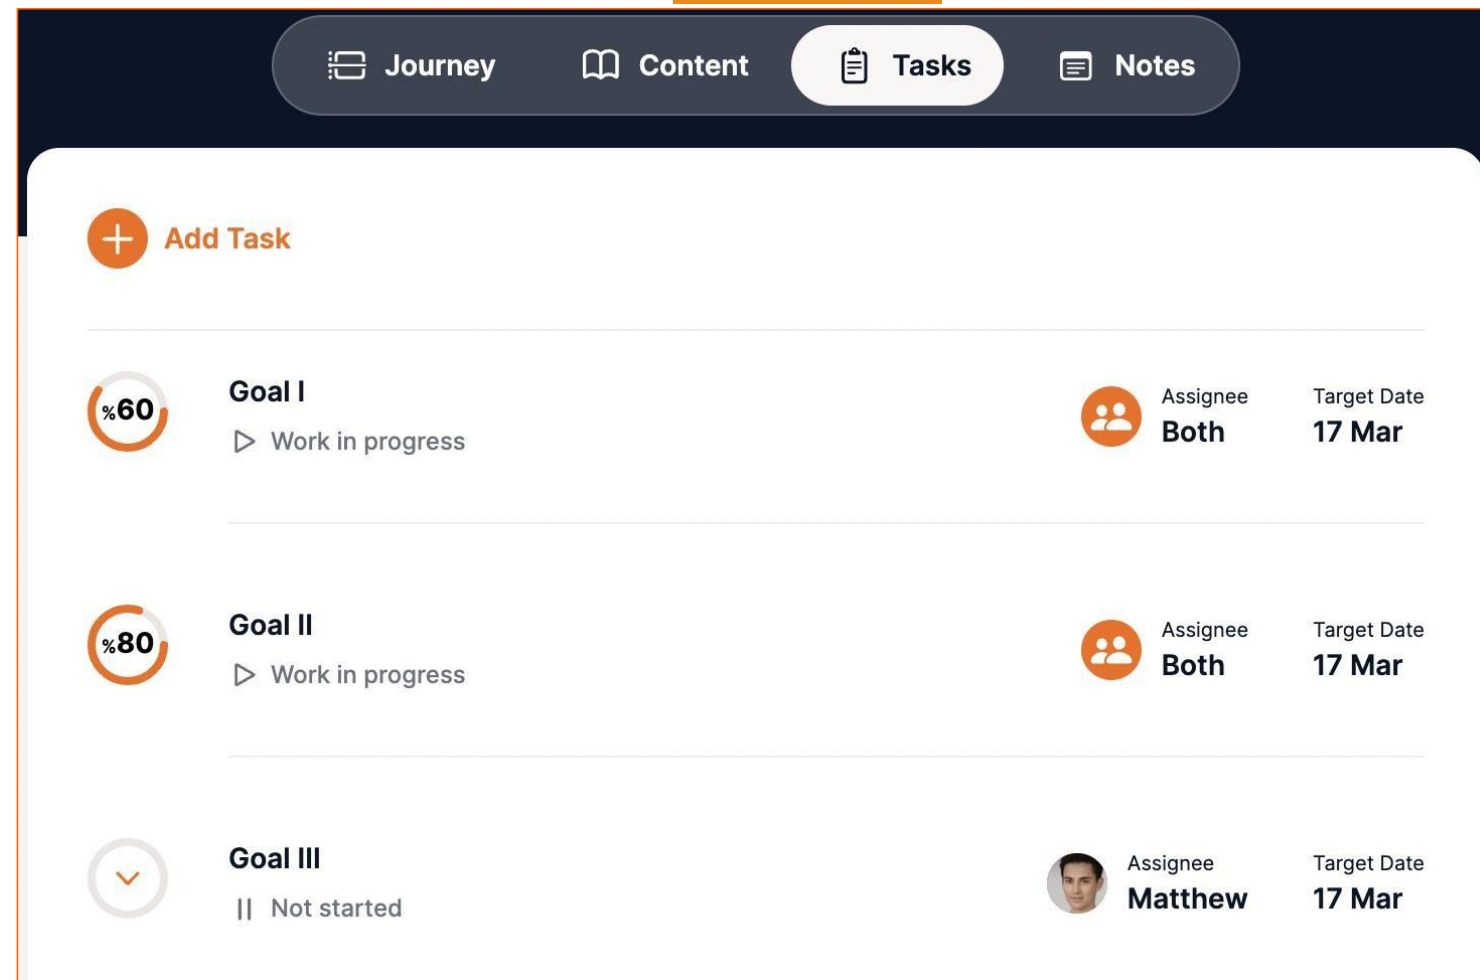 Journey Content Tasks Notes
Add Task
%60
Goal I
Work in progress
Assignee
Both
Target Date
17 Mar
%80
Goal II
Work in progress
Assignee
Both
Target Date
17 Mar
Goal III
Not started
Assignee
Matthew
Target Date
17 Mar